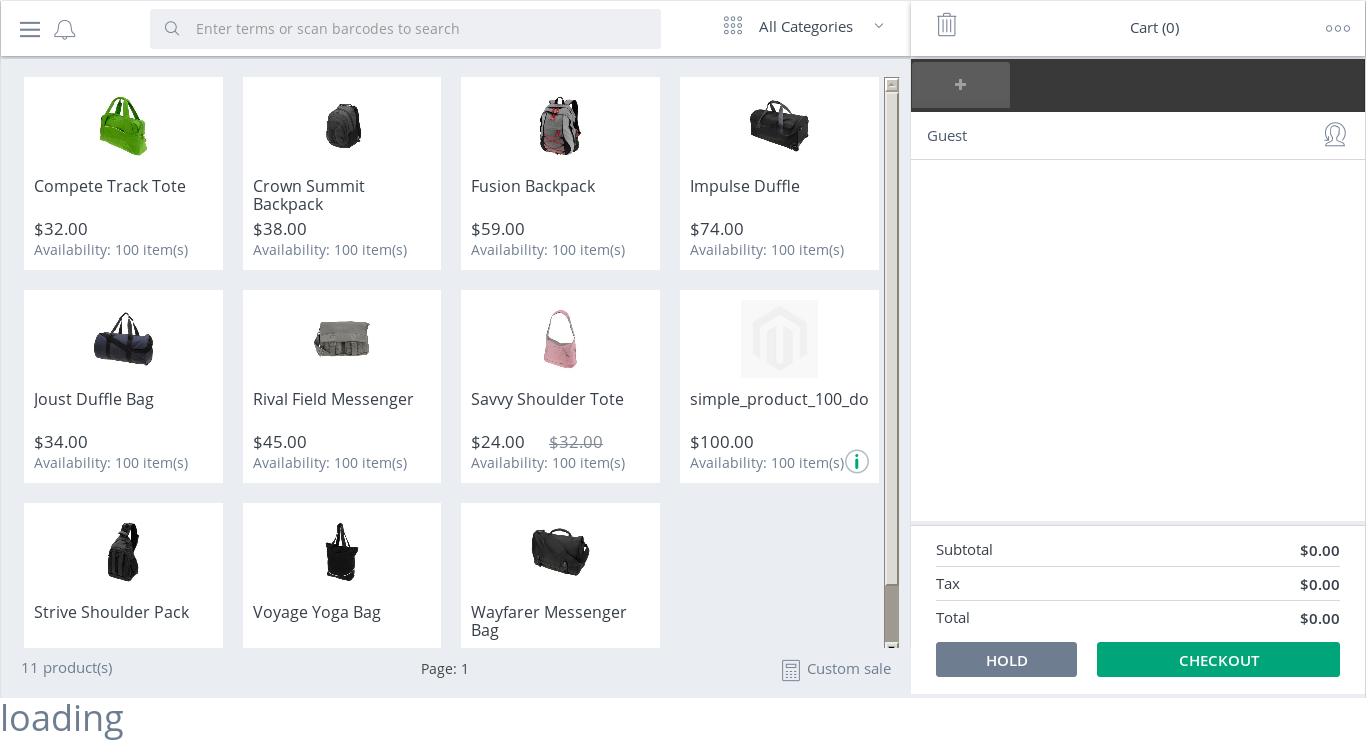 Enter terms or scan barcodes to search
All Categories
Cart (0)
+
Guest
Compete Track Tote
$32.00
Availability: 100 item(s)
Crown Summit
Backpack
$38.00
Availability: 100 item(s)
Fusion Backpack
$59.00
Availability: 100 item(s)
Impulse Duffle
$74.00
Availability: 100 item(s)
Joust Duffle Bag
$34.00
Availability: 100 item(s)
Rival Field Messenger
$45.00
Availability: 100 item(s)
Savvy Shoulder Tote
$24.00 $32.00
Availability: 100 item(s)
simple_product_100_do
$100.00
Availability: 100 item(s)
Strive Shoulder Pack
Voyage Yoga Bag
Wayfarer Messenger
Bag
11 product(s)
Page: 1
Custom sale
Subtotal $0.00
Tax $0.00
Total $0.00
HOLD
CHECKOUT
loading